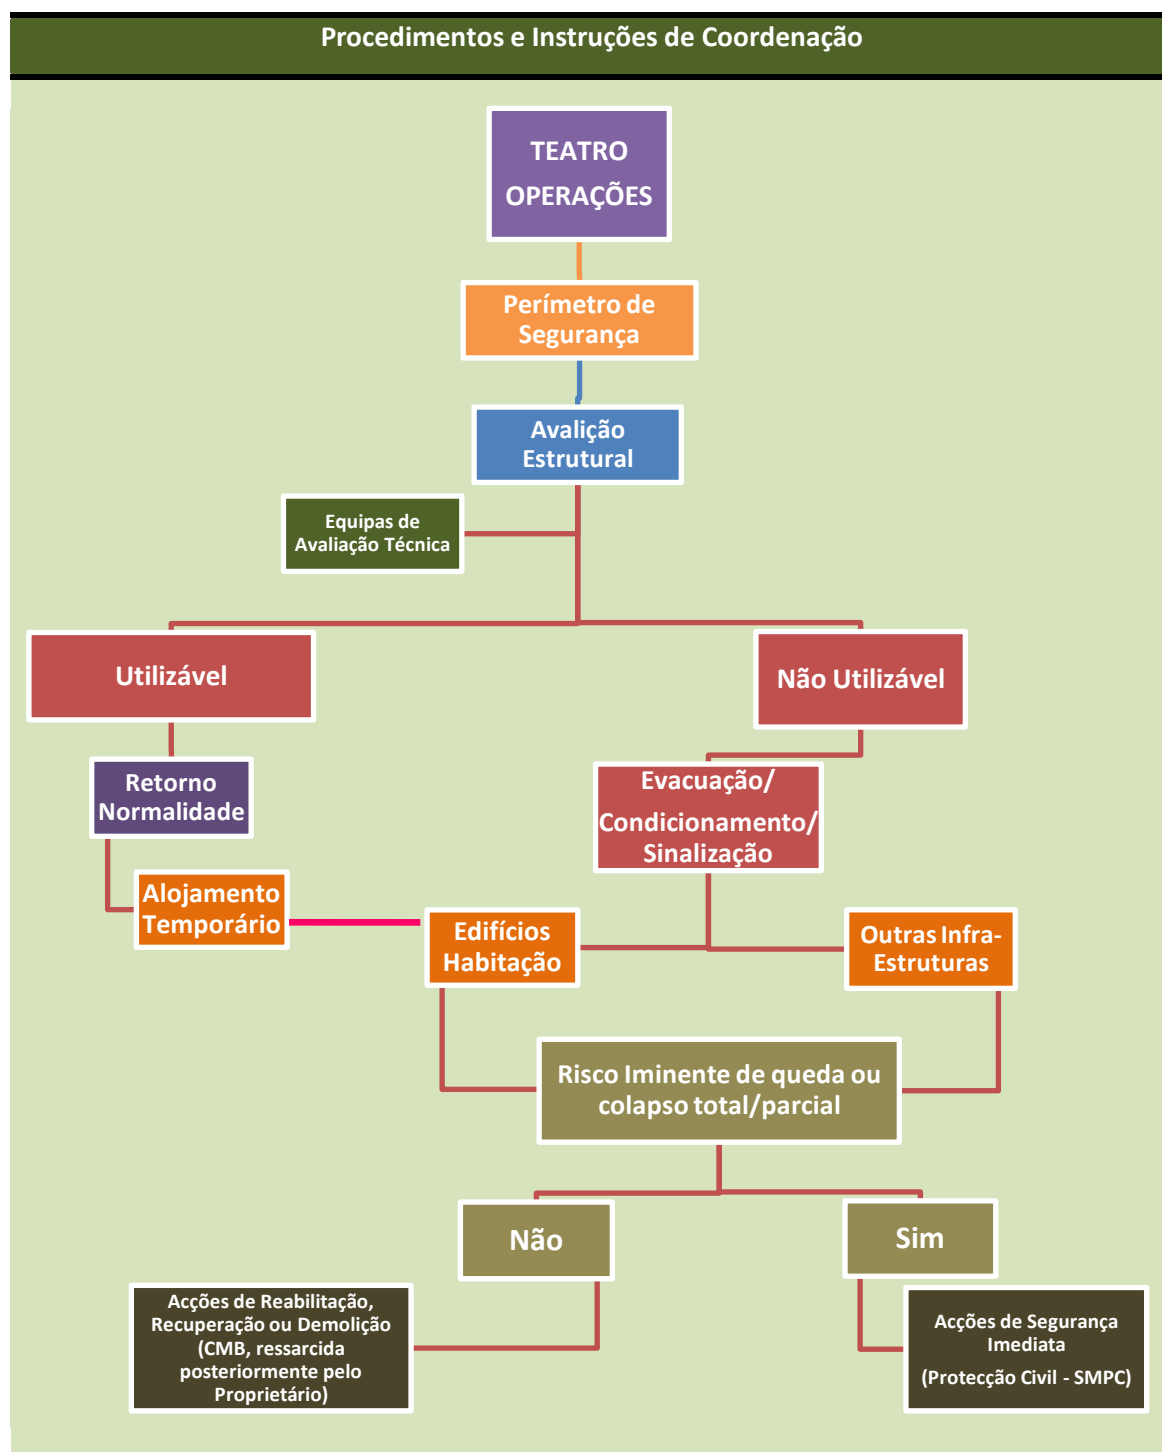 Procedimentos e Instruções de Coordenação
TEATRO
OPERAÇÕES
Perímetro de
Segurança
Avalição
Estrutural
Equipas de
Avaliação Técnica
Utilizável
Não Utilizável
Retorno
Normalidade
Evacuação/
Condicionamento/
Sinalização
Alojamento
Temporário
Edifícios
Habitação
Outras Infra-
Estruturas
Risco Iminente de queda ou
colapso total/parcial
Não
Sim
Acções de Reabilitação,
Recuperação ou Demolição
(CMB, ressarcida
posteriormente pelo
Proprietário)
Acções de Segurança
Imediata
(Protecção Civil - SMPC)